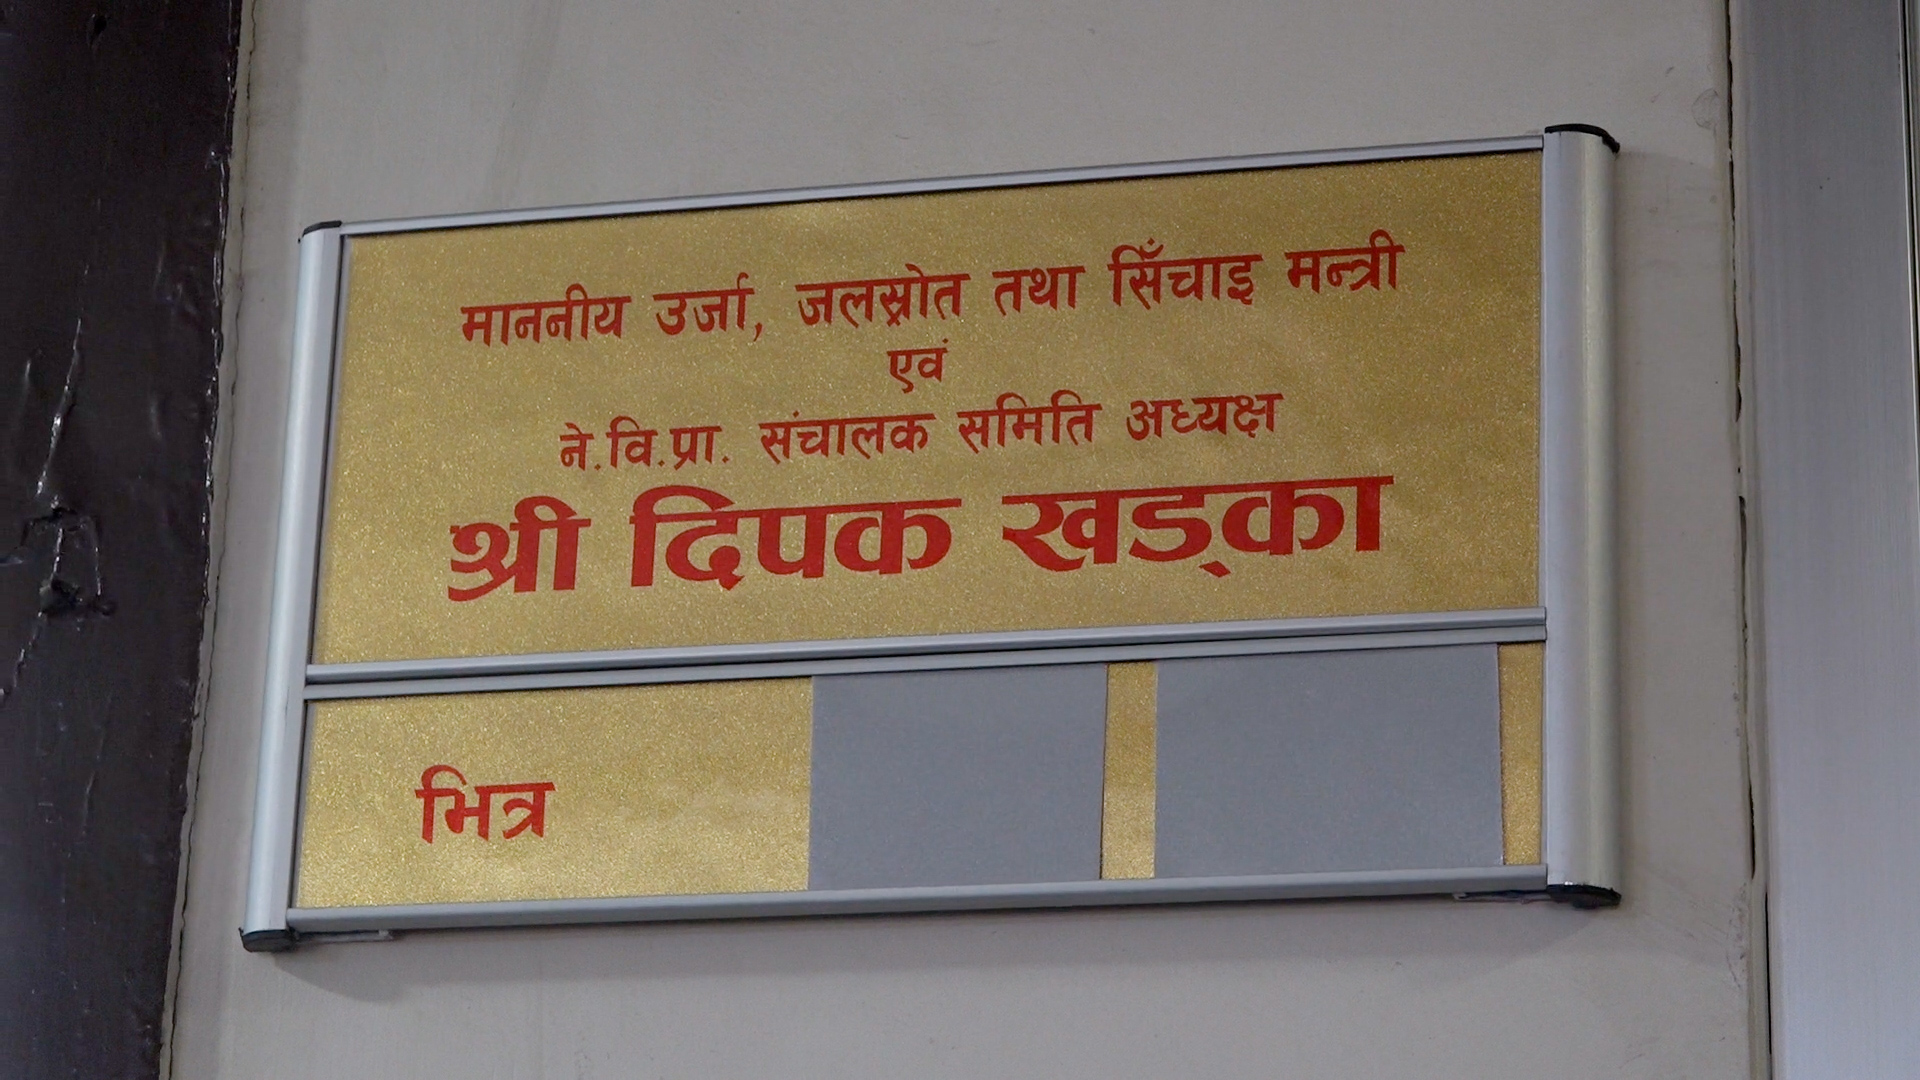 माननीय उर्जा, जलस्रोत तथा सिँचाइ मन्त्री
एवं
ने.वि.प्रा. संचालक समिति अध्यक्ष
श्री दिपक खड्का
भित्र